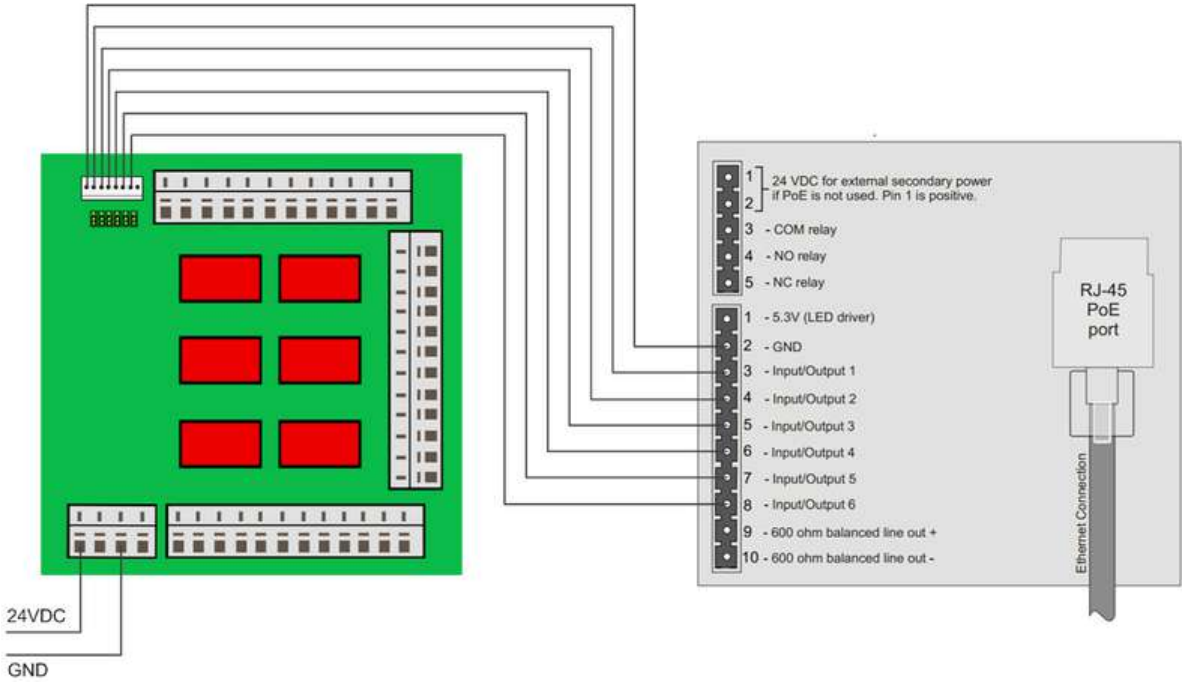 1
2
24 VDC for external secondary power
if PoE is not used. Pin 1 is positive.
3 - COM relay
4 - NO relay
5 - NC relay
1 - 5.3V (LED driver)
2 - GND
3 - Input/Output 1
4 - Input/Output 2
5 - Input/Output 3
6 - Input/Output 4
7 - Input/Output 5
8 - Input/Output 6
9 - 600 ohm balanced line out +
10 - 600 ohm balanced line out -
RJ-45
PoE
port
Ethernet Connection
24VDC
GND